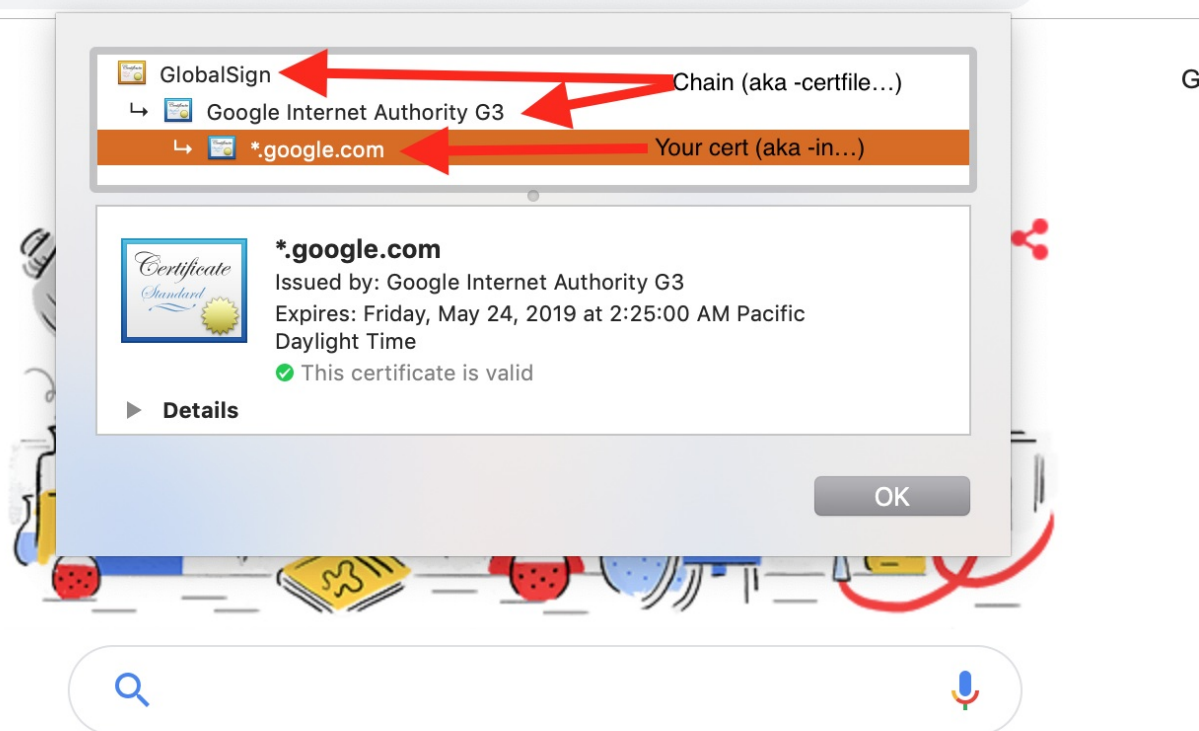 GlobalSign
Chain (aka -certfile…)
G
↳ Google Internet Authority G3
↳ *.google.com
Your cert (aka -in…)
*.google.com
Certificate
Standard
Issued by: Google Internet Authority G3
Expires: Friday, May 24, 2019 at 2:25:00 AM Pacific
Daylight Time
This certificate is valid
Details
OK